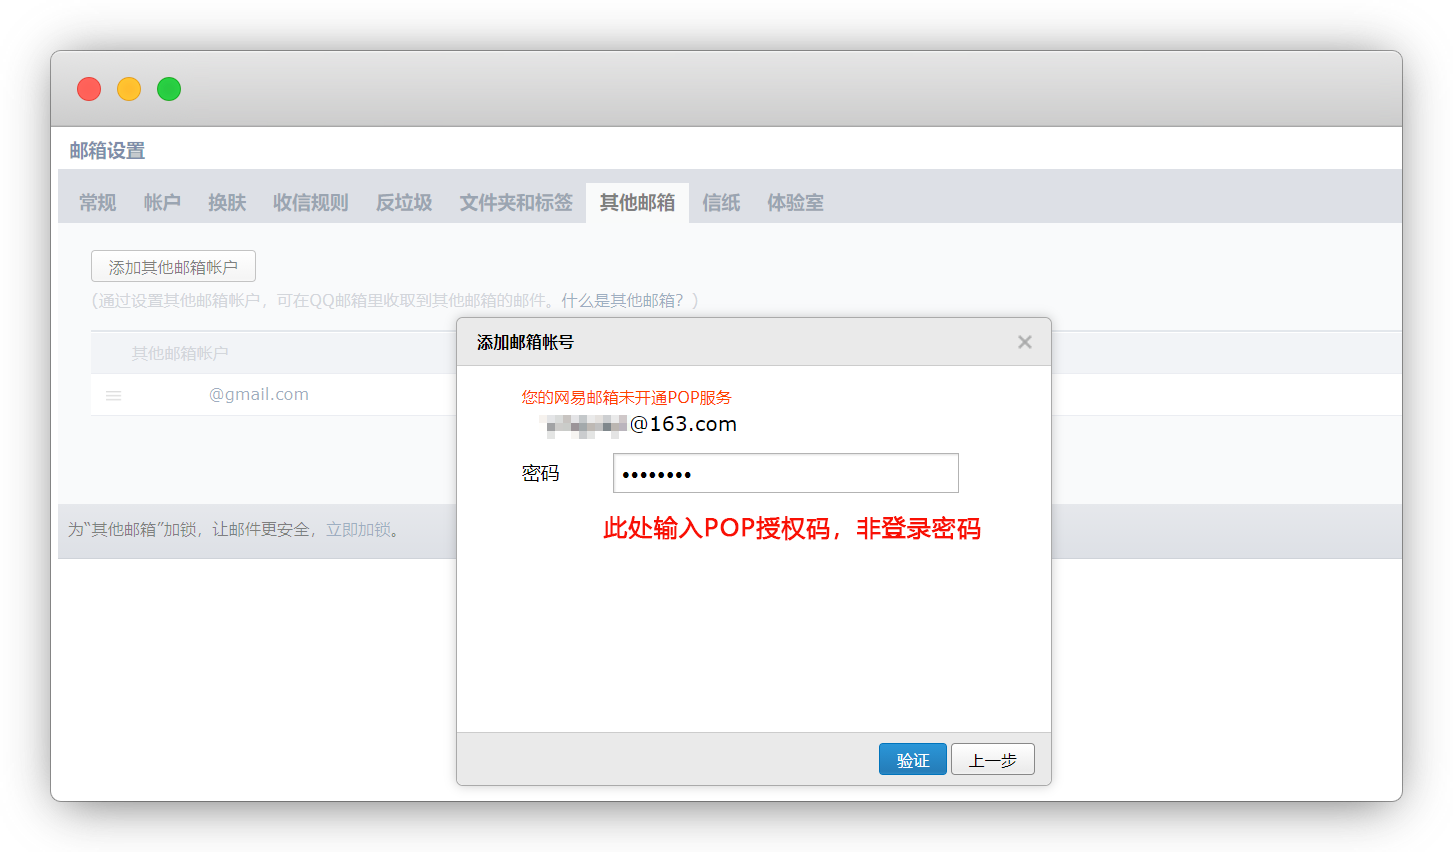 邮箱设置
常规 帐户 换肤 收信规则 反垃圾 文件夹和标签 其他邮箱 信纸 体验室
添加其他邮箱帐户
(通过设置其他邮箱帐户，可在QQ邮箱里收取到其他邮箱的邮件。什么是其他邮箱？)
其他邮箱帐户
@gmail.com
添加邮箱帐号
您的网易邮箱未开通POP服务
@163.com
密码
此处输入POP授权码，非登录密码
为“其他邮箱”加锁，让邮件更安全，立即加锁。
验证 上一步